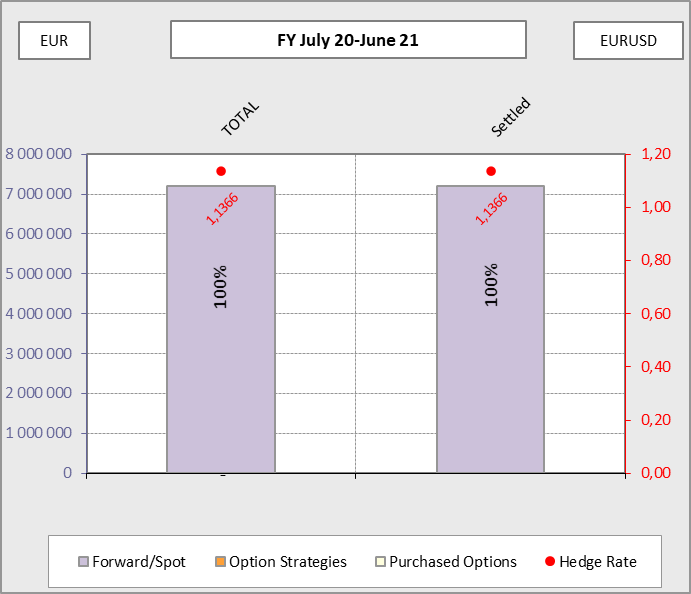 EUR
FY July 20-June 21
EURUSD
TOTAL
Settled
8 000 000
7 000 000
6 000 000
5 000 000
4 000 000
3 000 000
2 000 000
1 000 000
0
1,1366
100%
1,1366
100%
1,20
1,00
0,80
0,60
0,40
0,20
0,00
-
Forward/Spot
Option Strategies
Purchased Options
Hedge Rate